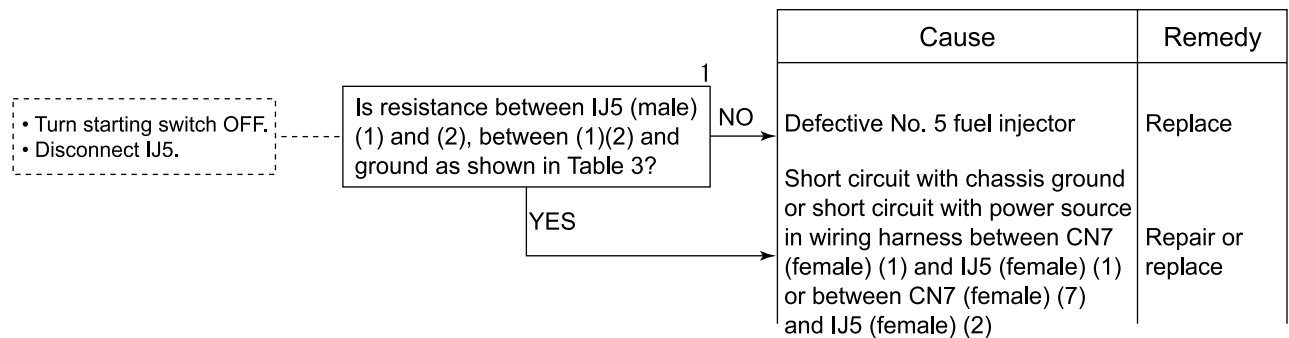 • Turn starting switch OFF.
• Disconnect IJ5.
1
Is resistance between IJ5 (male)
(1) and (2), between (1)(2) and
ground as shown in Table 3?
NO
YES
Cause
Remedy
Defective No. 5 fuel injector
Replace
Short circuit with chassis ground
or short circuit with power source
in wiring harness between CN7
(female) (1) and IJ5 (female) (1)
or between CN7 (female) (7)
and IJ5 (female) (2)
Repair or
replace